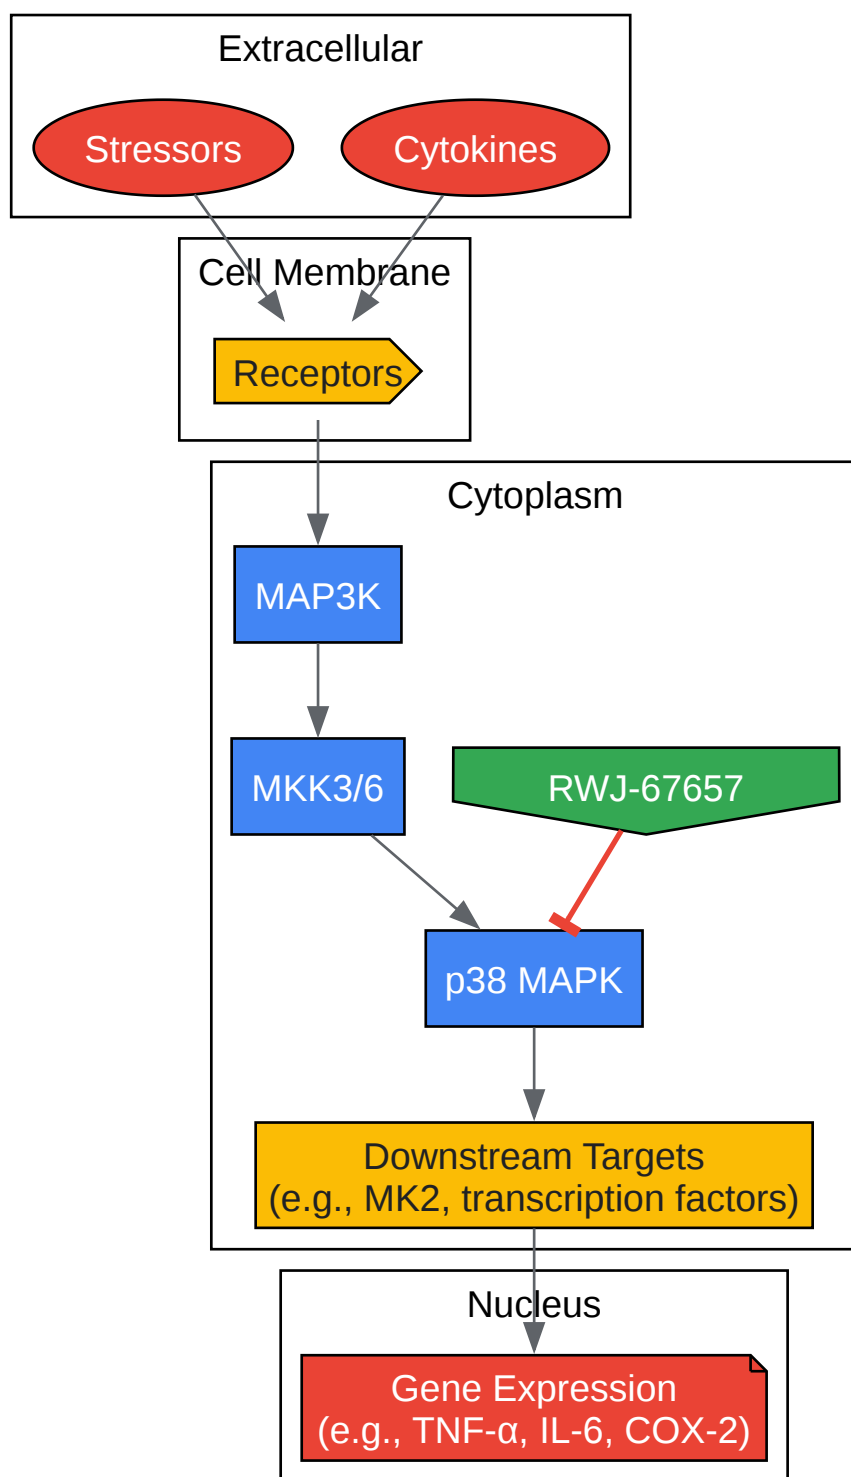 Extracellular
Stressors
Cytokines
Cell Membrane
Receptors
Cytoplasm
MAP3K
MKK3/6
RWJ-67657
p38 MAPK
Downstream Targets
(e.g., MK2, transcription factors)
Nucleus
Gene Expression
(e.g., TNF-α, IL-6, COX-2)